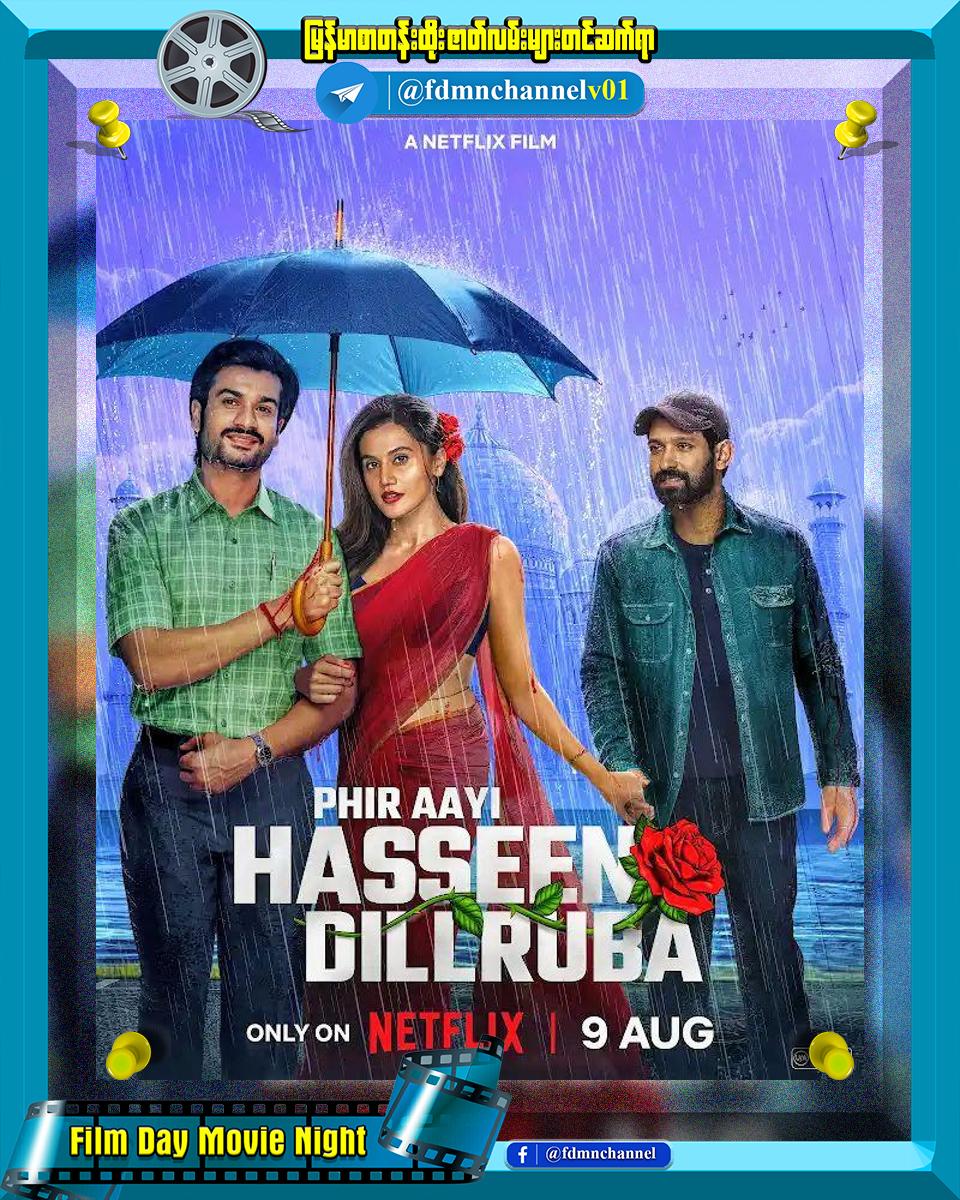 မြန်မာစာတန်းထိုးဇာတ်လမ်းများတင်ဆက်ရာ
@fdmnchannelv01
A NETFLIX FILM
PHIR AAYI
HASSEEN
DILLRUBA
ONLY ON NETFLIX | 9 AUG
Film Day Movie Night
@fdmnchannel